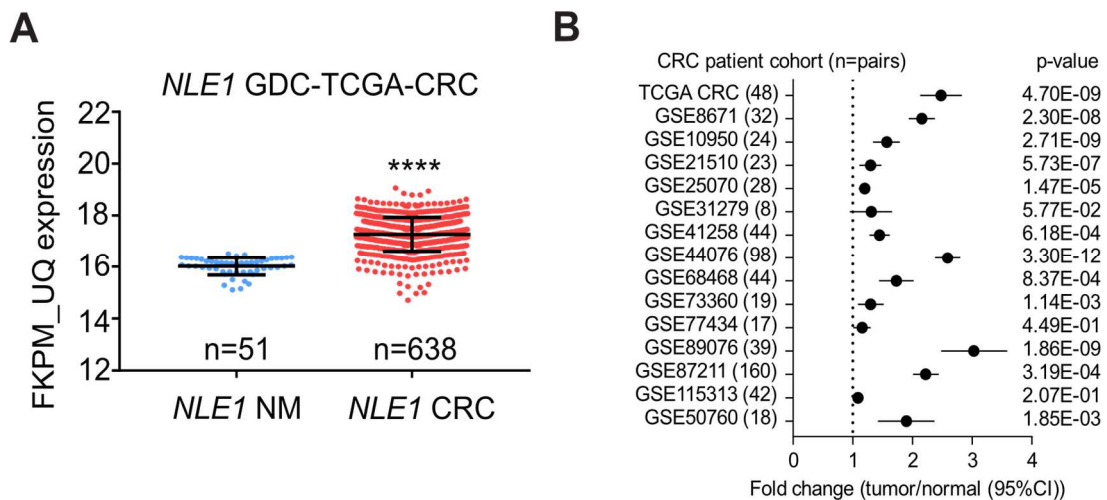 A
NLE1 GDC-TCGA-CRC
FKPM_UQ expression
22
20
18
16
14
12
****
n=51
n=638
NLE1 NM
NLE1 CRC
B
CRC patient cohort (n=pairs) p-value
TCGA CRC (48) 4.70E-09
GSE8671 (32) 2.30E-08
GSE10950 (24) 2.71E-09
GSE21510 (23) 5.73E-07
GSE25070 (28) 1.47E-05
GSE31279 (8) 5.77E-02
GSE41258 (44) 6.18E-04
GSE44076 (98) 3.30E-12
GSE68468 (44) 8.37E-04
GSE73360 (19) 1.14E-03
GSE77434 (17) 4.49E-01
GSE89076 (39) 1.86E-09
GSE87211 (160) 3.19E-04
GSE115313 (42) 2.07E-01
GSE50760 (18) 1.85E-03
0 1 2 3 4
Fold change (tumor/normal (95%CI))